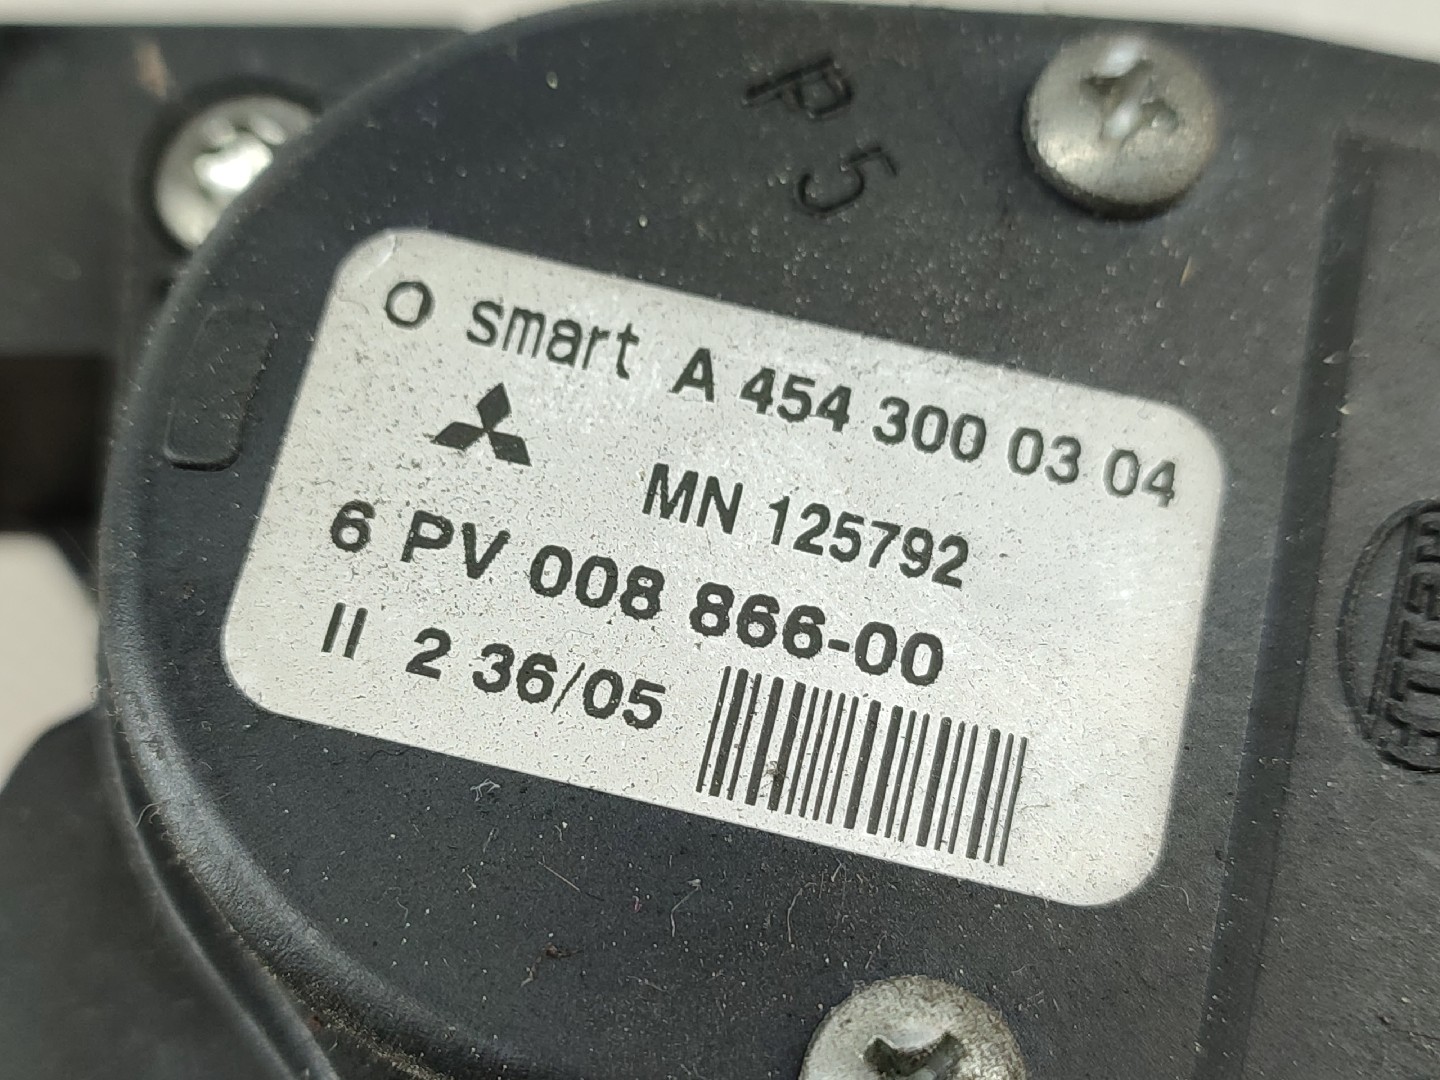 P5
smart A 454 300 03 04
MN 125792
6 PV 008 866-00
II 2 36/05